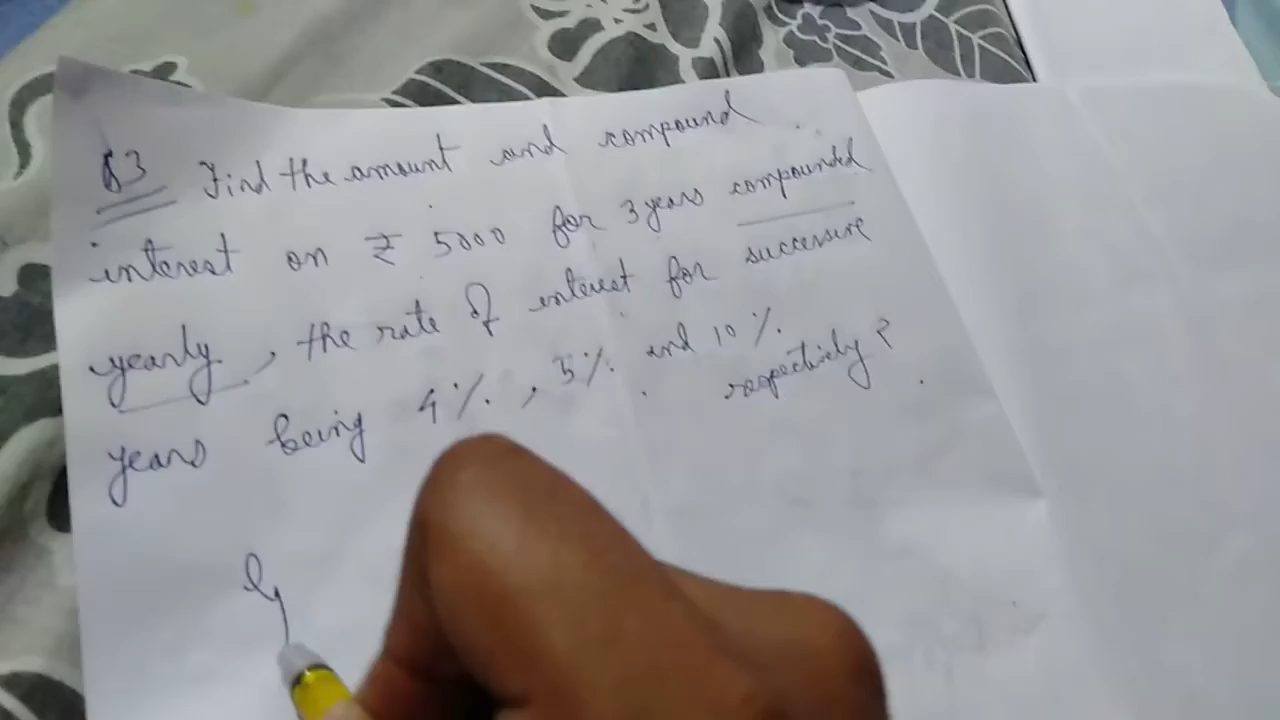 Q3 Find the amount and compound
interest on ₹ 5000 for 3 years compounded
yearly, the rate of interest for successive
years being 4%, 5% and 10%.
respectively?